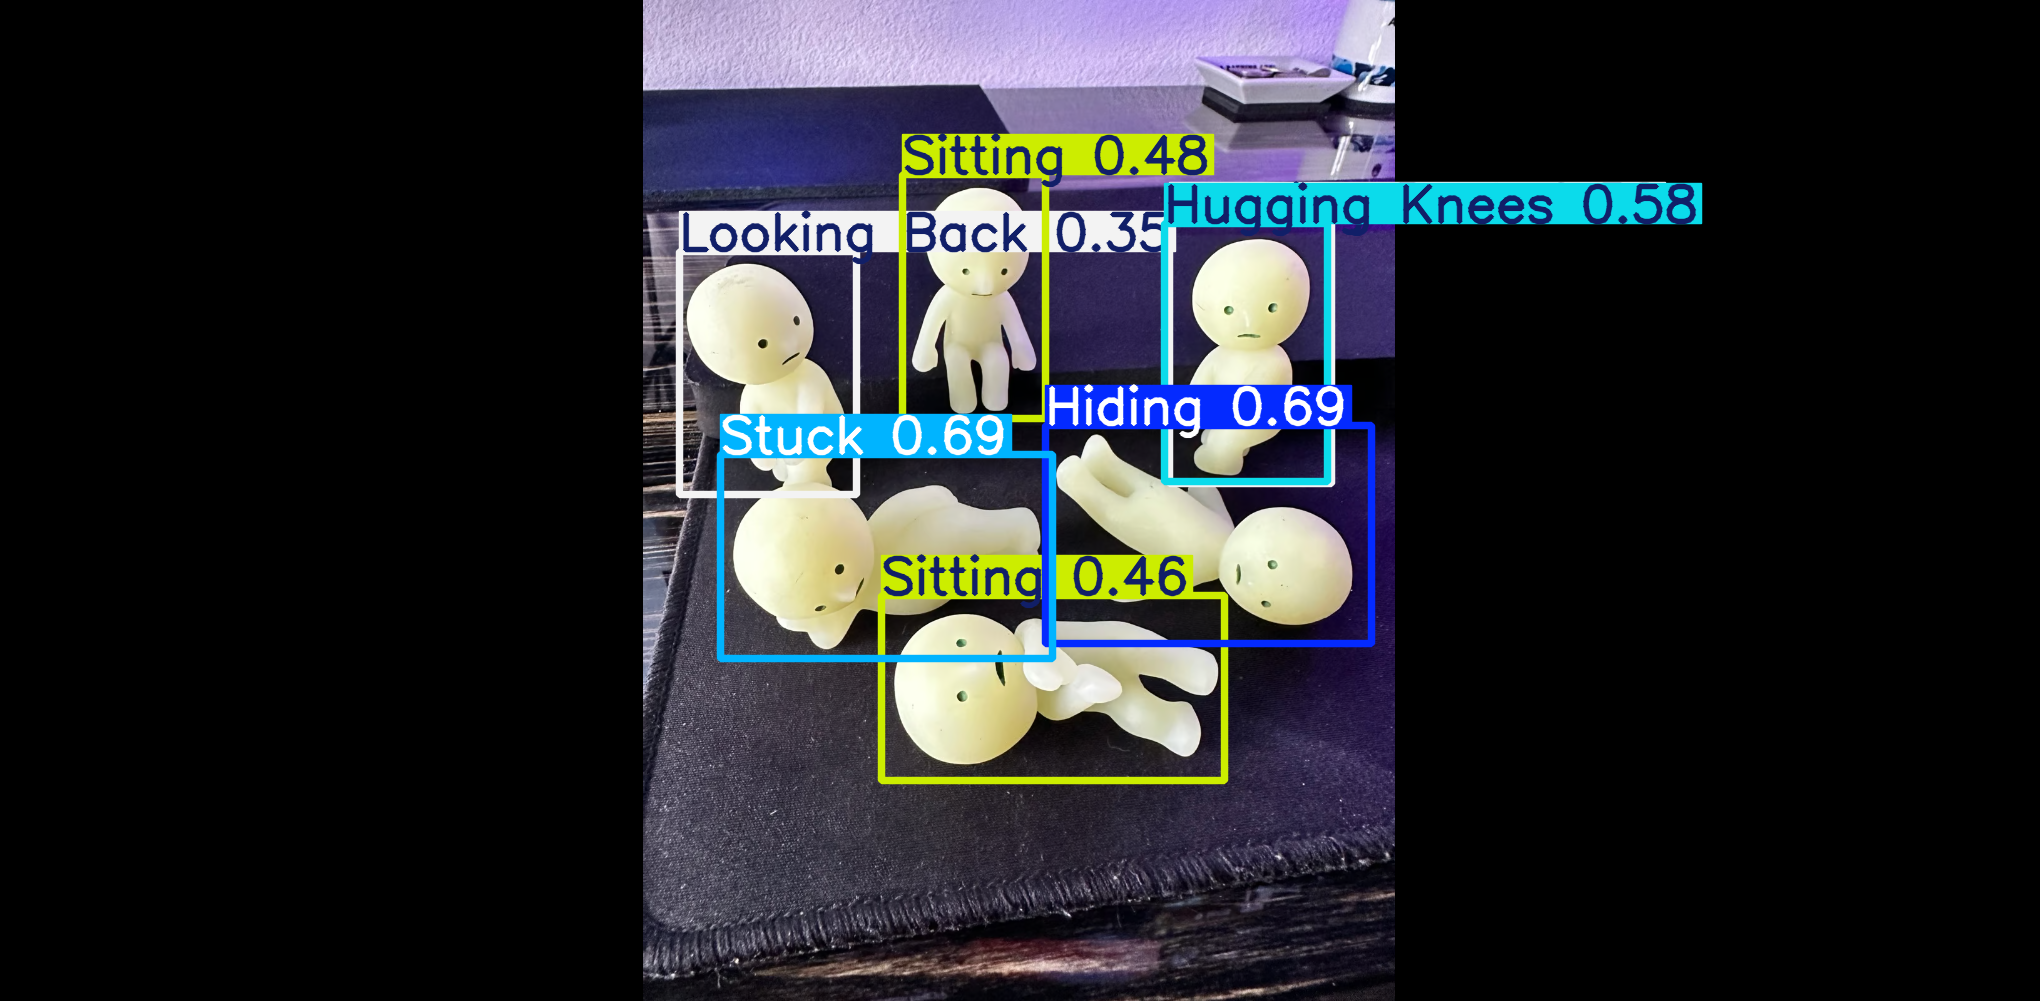 Sitting 0.48
Hugging Knees 0.58
Looking Back 0.35
Hiding 0.69
Stuck 0.69
Sitting 0.46